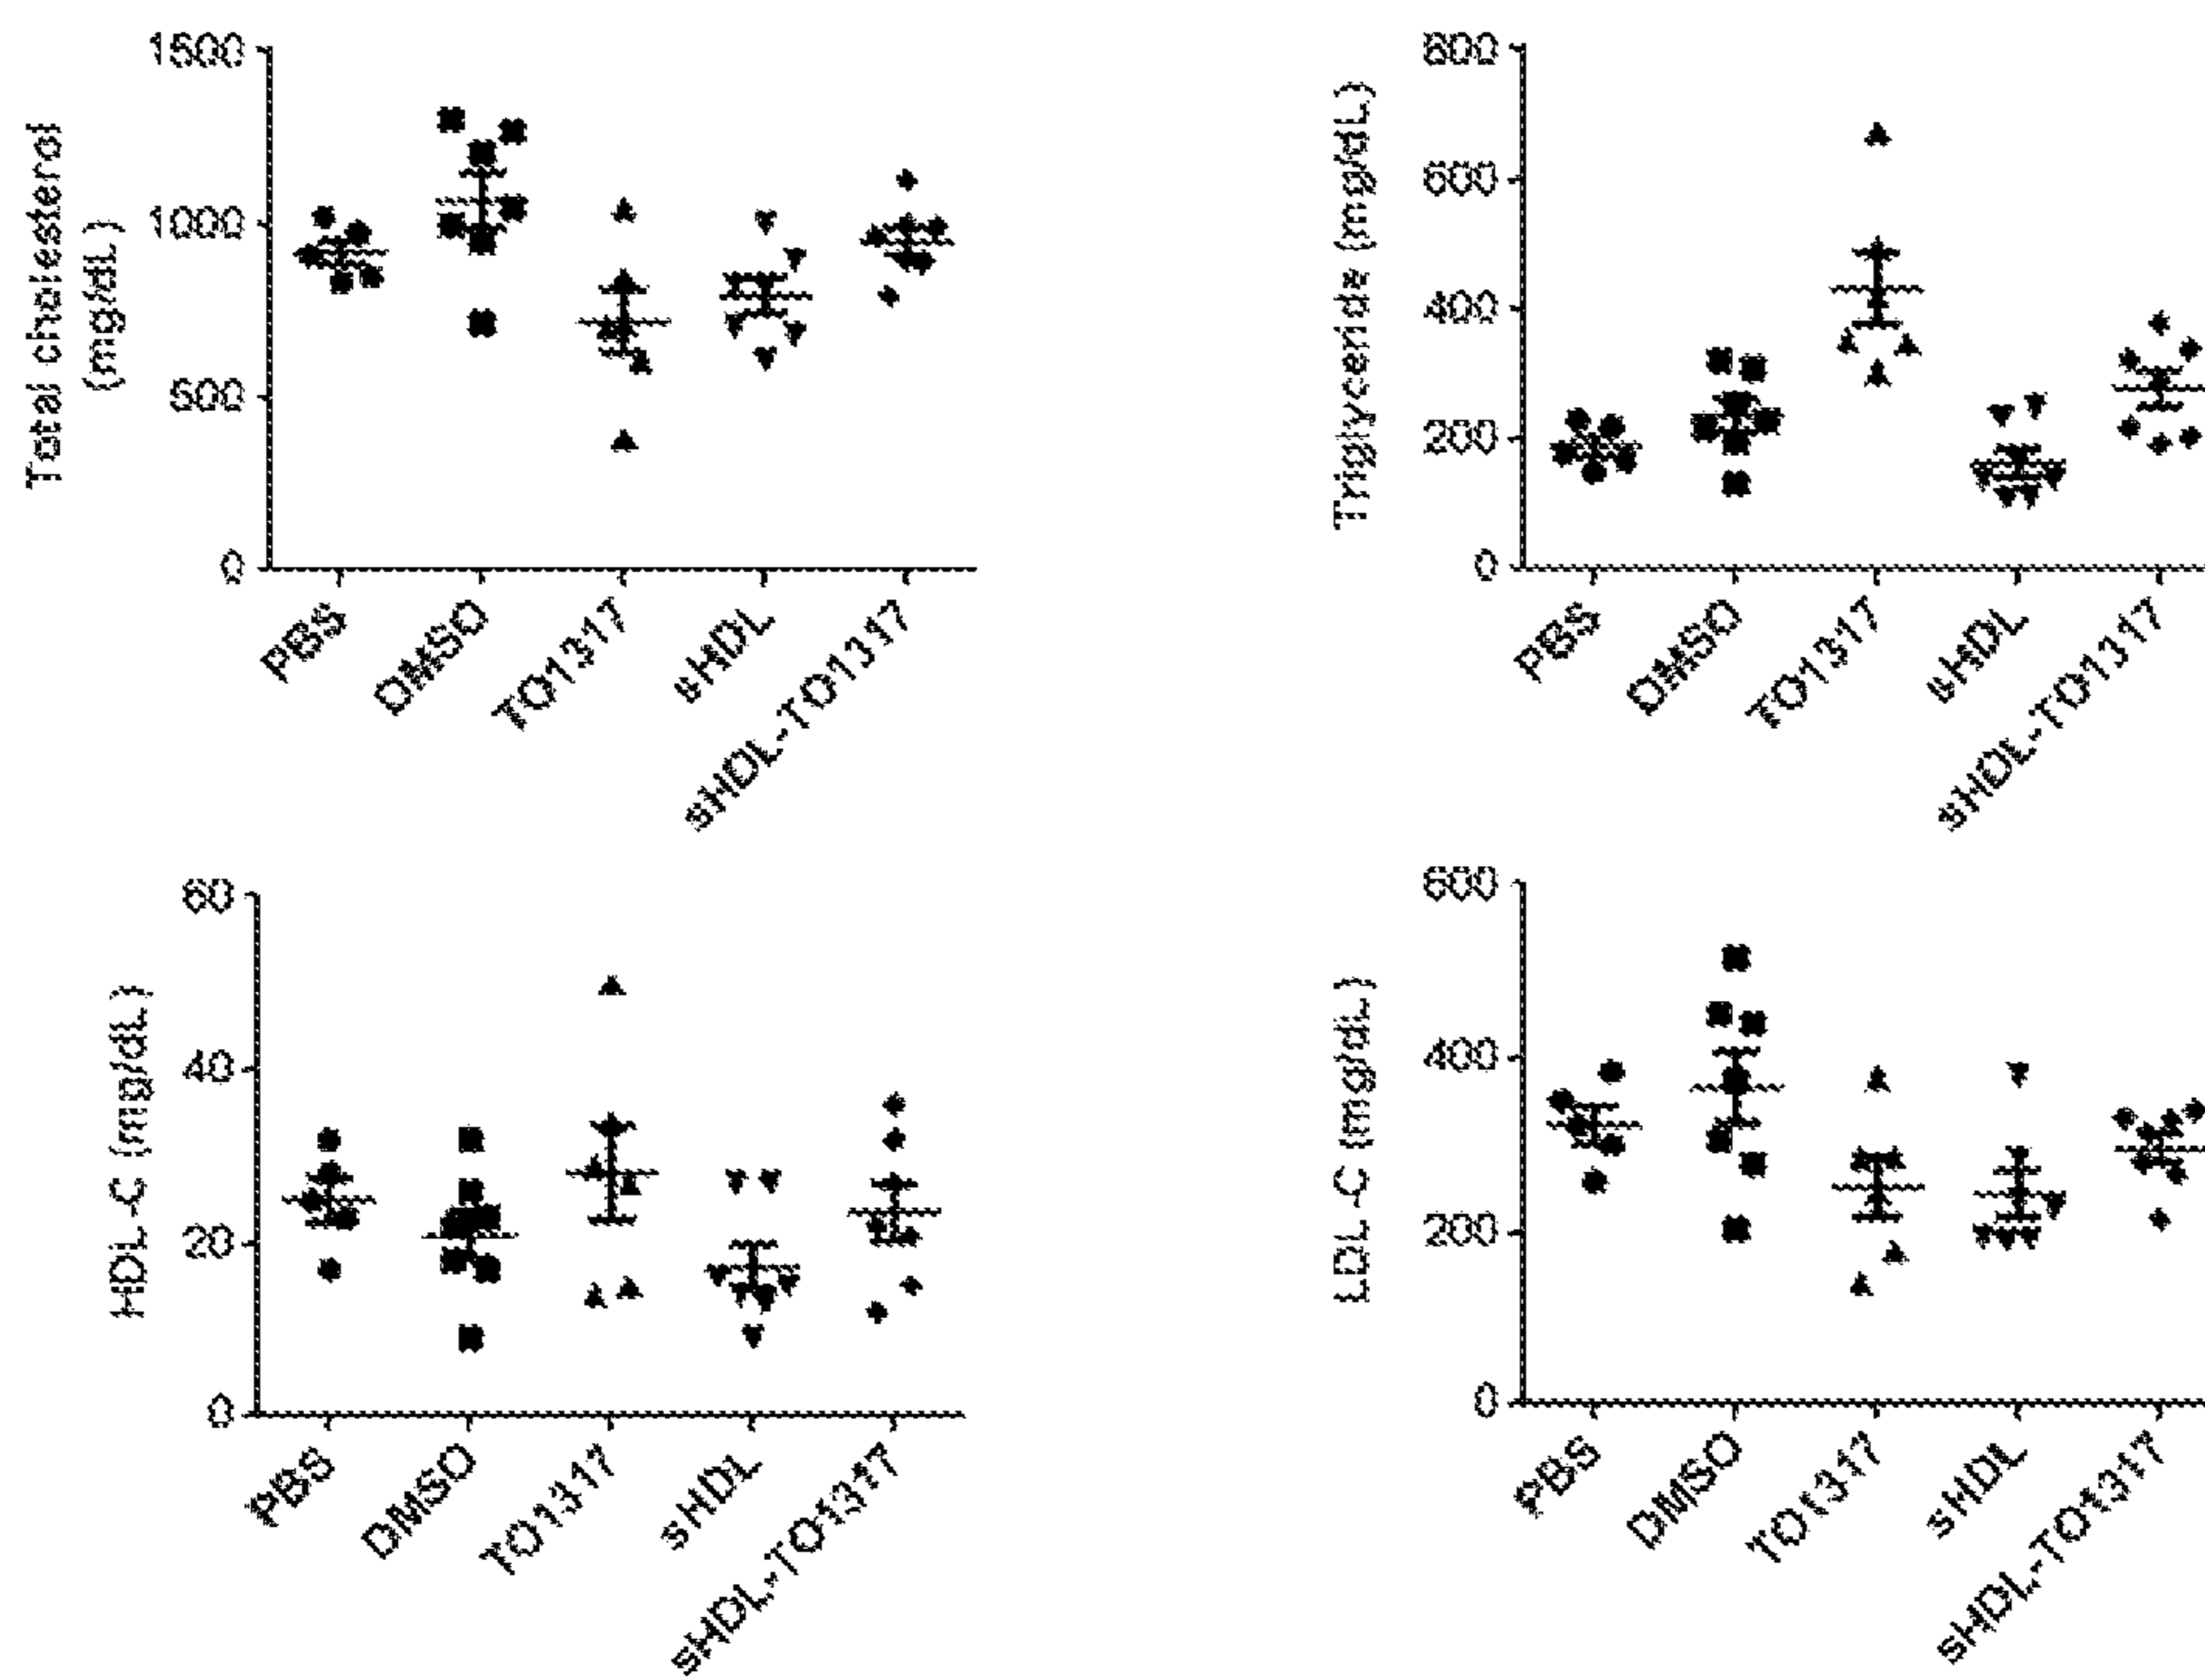 Total cholesterol
(mg/dL)
1500
1000
500
0
PBS
DMSO
TO1317
sHDL
sHDL-TO1317
Triglyceride (mg/dL)
800
600
400
200
0
PBS
DMSO
TO1317
sHDL
sHDL-TO1317
HDL-C (mg/dL)
60
40
20
0
PBS
DMSO
TO1317
sHDL
sHDL-TO1317
LDL-C (mg/dL)
600
400
200
0
PBS
DMSO
TO1317
sHDL
sHDL-TO1317